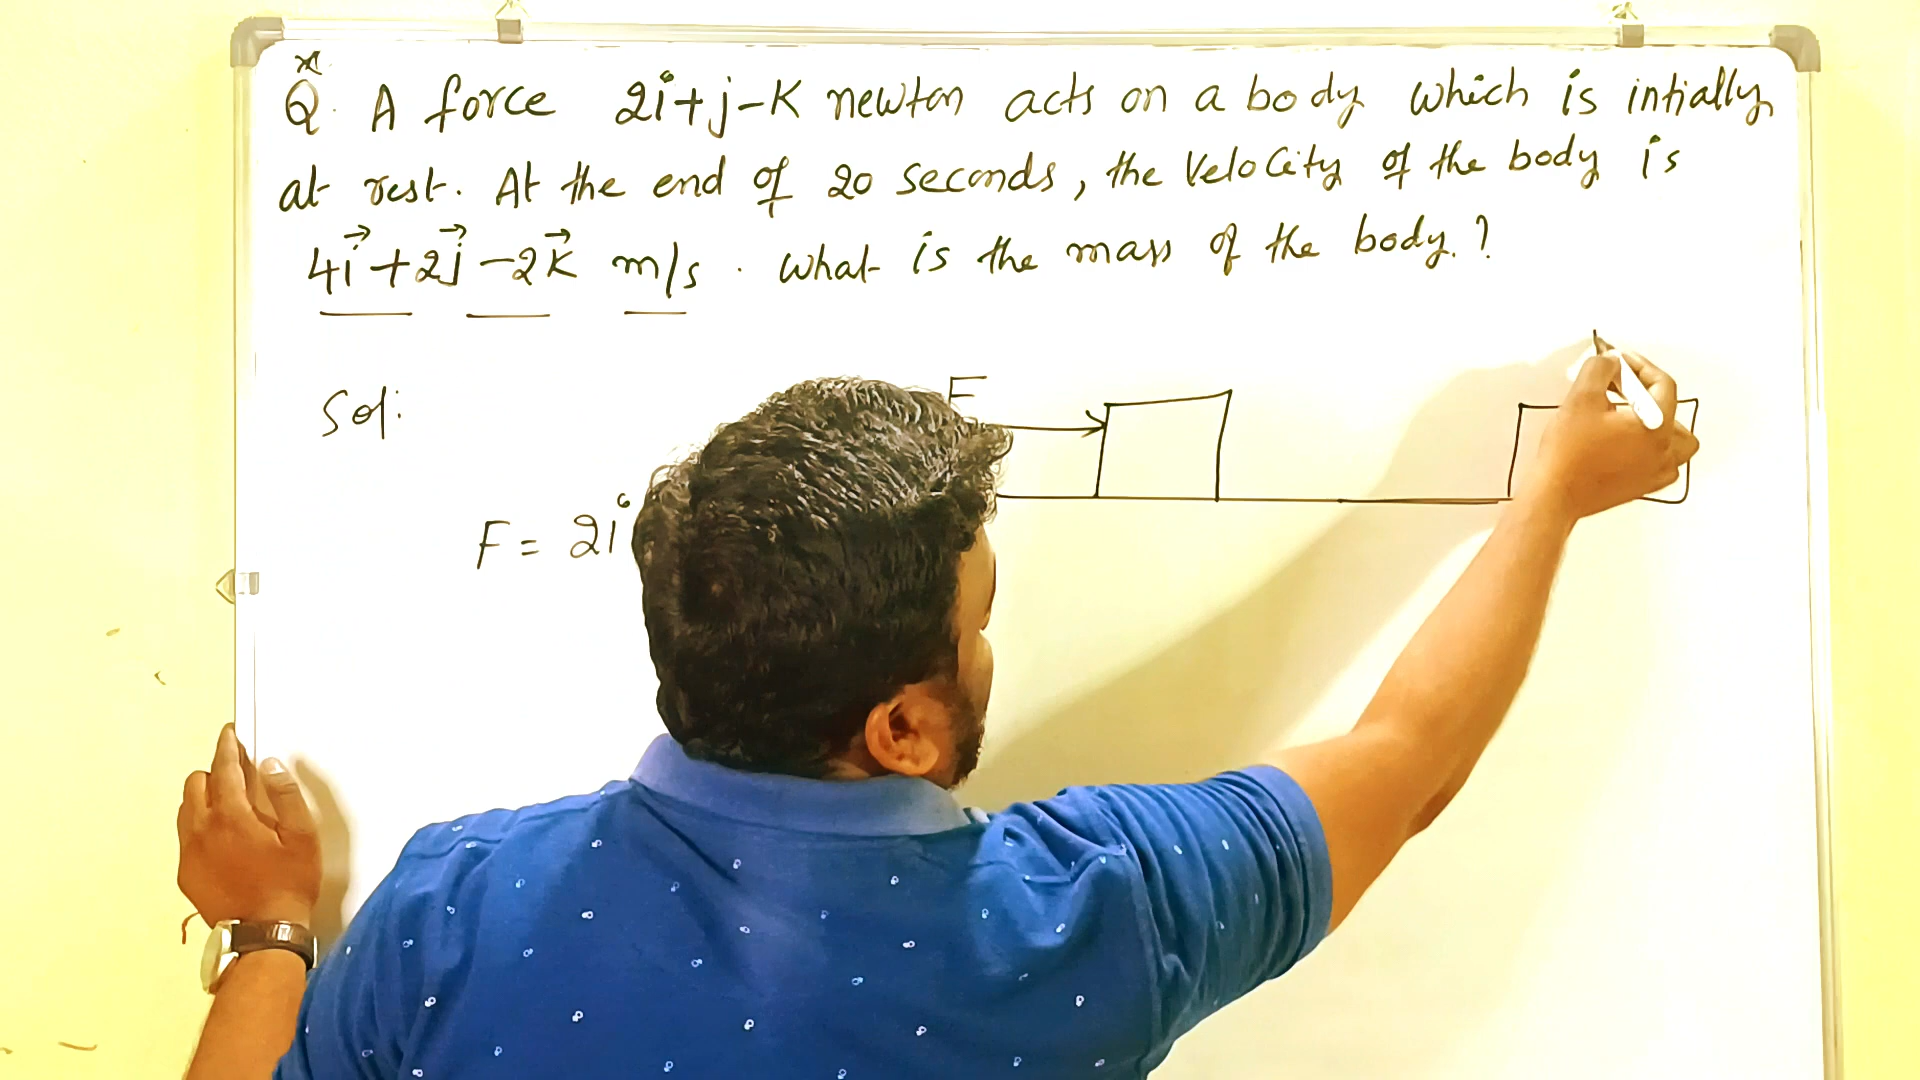 Q. A force 2i+j-k newton acts on a body which is intially
at rest. At the end of 20 seconds, the Velocity of the body is
4i⃗+2j⃗-2k⃗ m/s. What is the mass of the body.?
Sol:
F
F = 2i